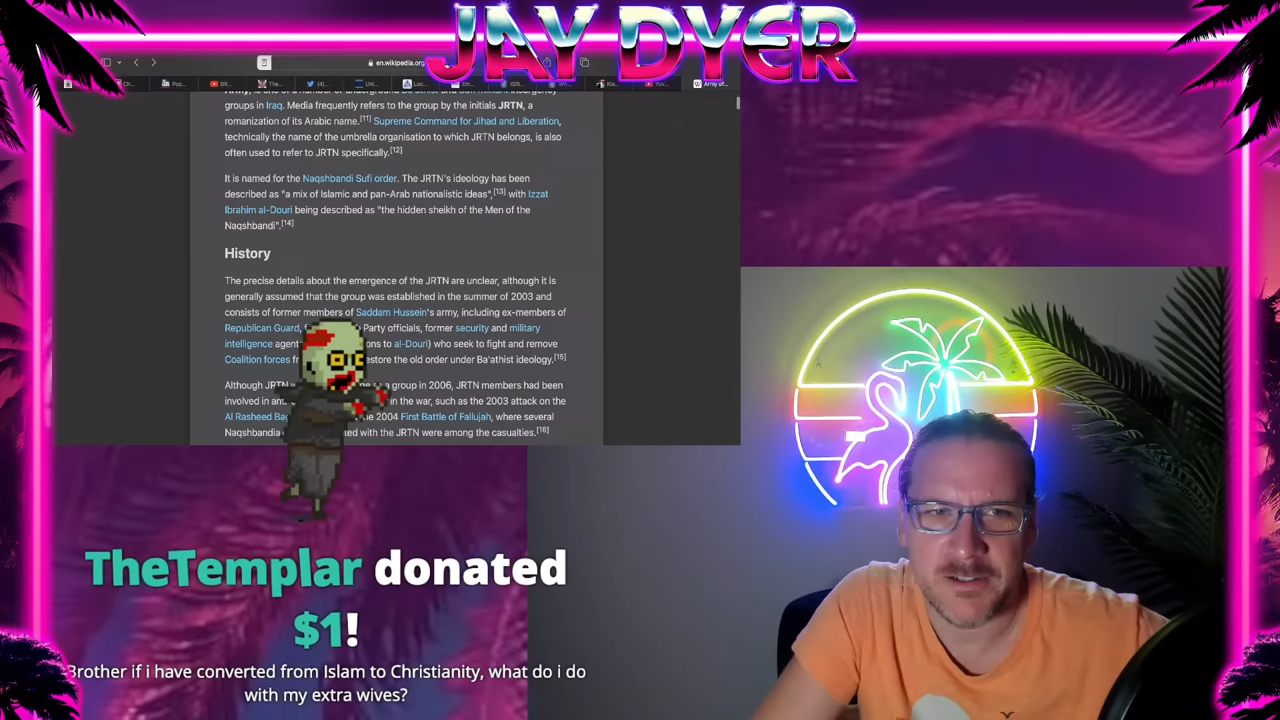 JAY DYER
en.wikipedia.org
groups in Iraq. Media frequently refers to the group by the initials JRTN, a
romanization of its Arabic name.[11] Supreme Command for Jihad and Liberation,
technically the name of the umbrella organisation to which JRTN belongs, is also
often used to refer to JRTN specifically.[12]
It is named for the Naqshbandi Sufi order. The JRTN's ideology has been
described as "a mix of Islamic and pan-Arab nationalistic ideas",[13] with Izzat
Ibrahim al-Douri being described as "the hidden sheikh of the Men of the
Naqshbandi".[14]
History
The precise details about the emergence of the JRTN are unclear, although it is
generally assumed that the group was established in the summer of 2003 and
consists of former members of Saddam Hussein's army, including ex-members of
Republican Guard, Party officials, former security and military
intelligence to al-Douri) who seek to fight and remove
Coalition forces the old order under Ba'athist ideology.[15]
Although a group in 2006, JRTN members had been
involved in in the war, such as the 2003 attack on the
Al Rasheed 2004 First Battle of Fallujah, where several
with the JRTN were among the casualties.[16]
TheTemplar donated
$1!
Brother if i have converted from Islam to Christianity, what do i do
with my extra wives?